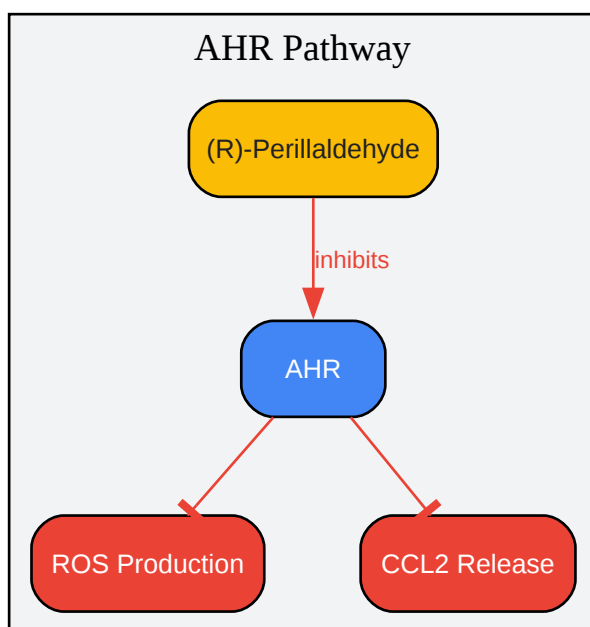 AHR Pathway
(R)-Perillaldehyde
inhibits
AHR
ROS Production
CCL2 Release